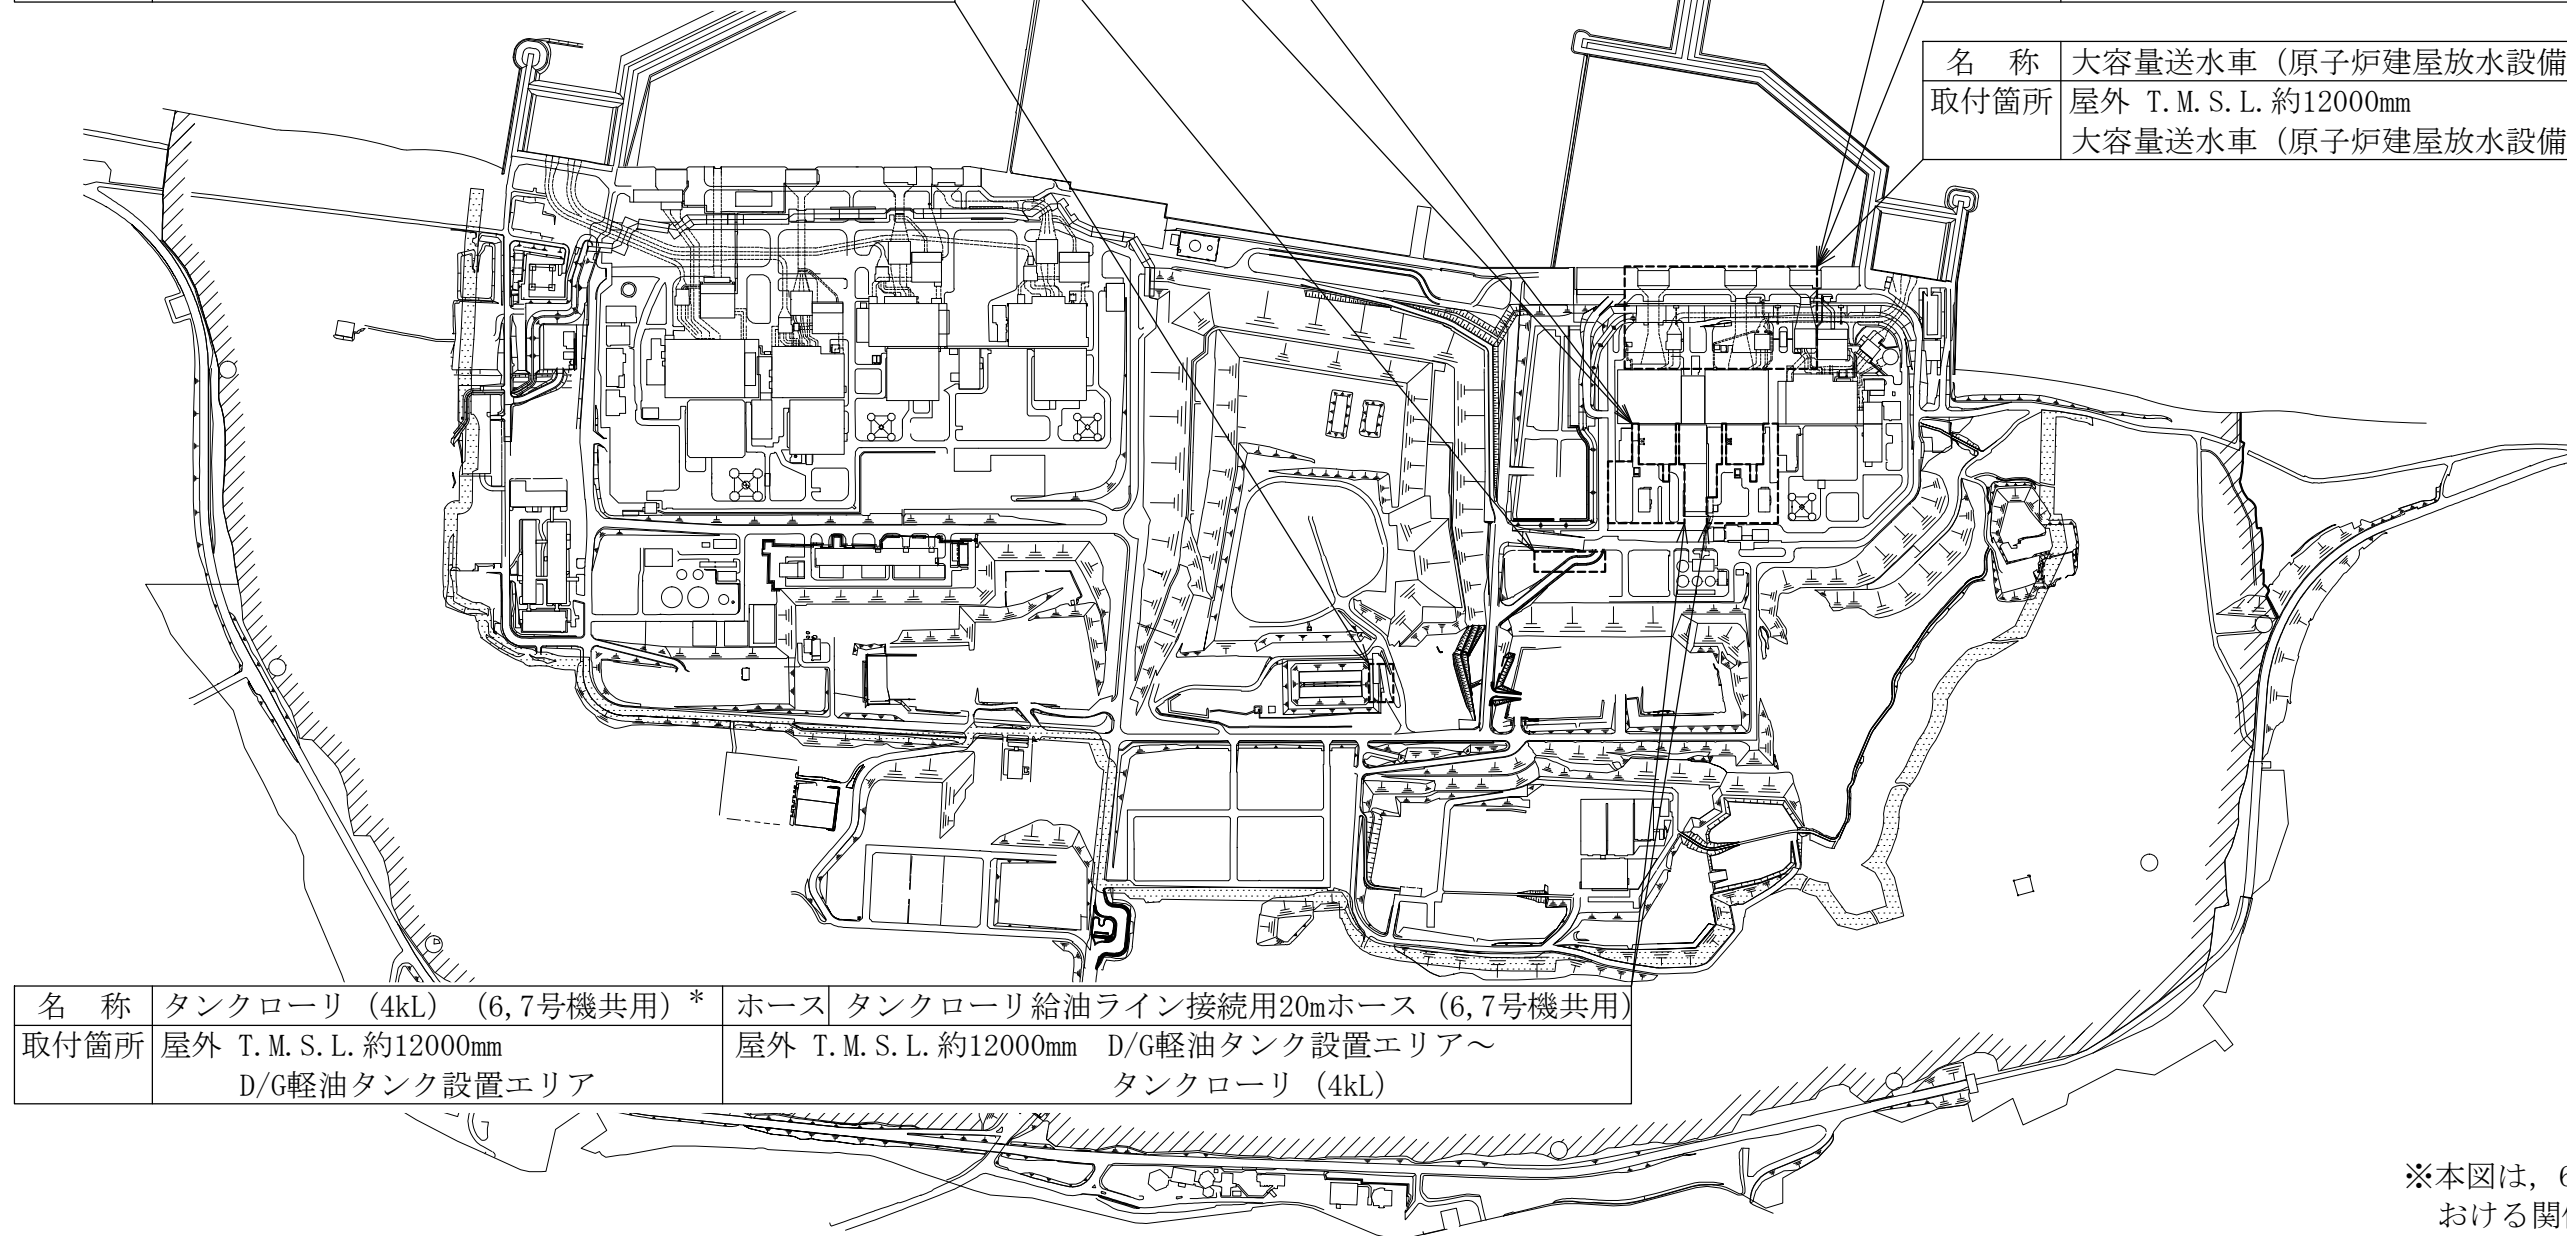 名　称 大容量送水車（原子炉建屋放水設備
取付箇所 屋外 T.M.S.L.約12000mm
大容量送水車（原子炉建屋放水設備
名　称 タンクローリ（4kL）（6,7号機共用）* ホース タンクローリ給油ライン接続用20mホース（6,7号機共用）
取付箇所 屋外 T.M.S.L.約12000mm 屋外 T.M.S.L.約12000mm　D/G軽油タンク設置エリア～
D/G軽油タンク設置エリア タンクローリ（4kL）
※本図は，6
おける関